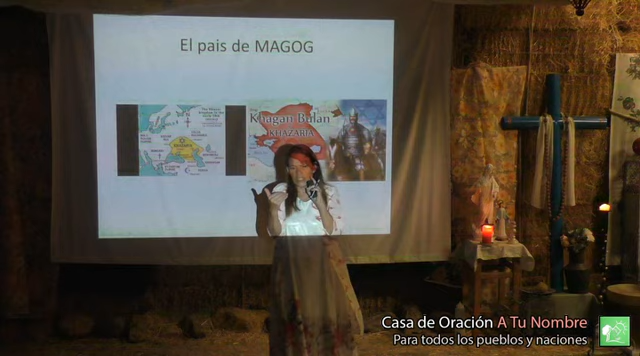 El pais de MAGOG
Khagan Bulan
KHAZARIA
Casa de Oración A Tu Nombre
Para todos los pueblos y naciones